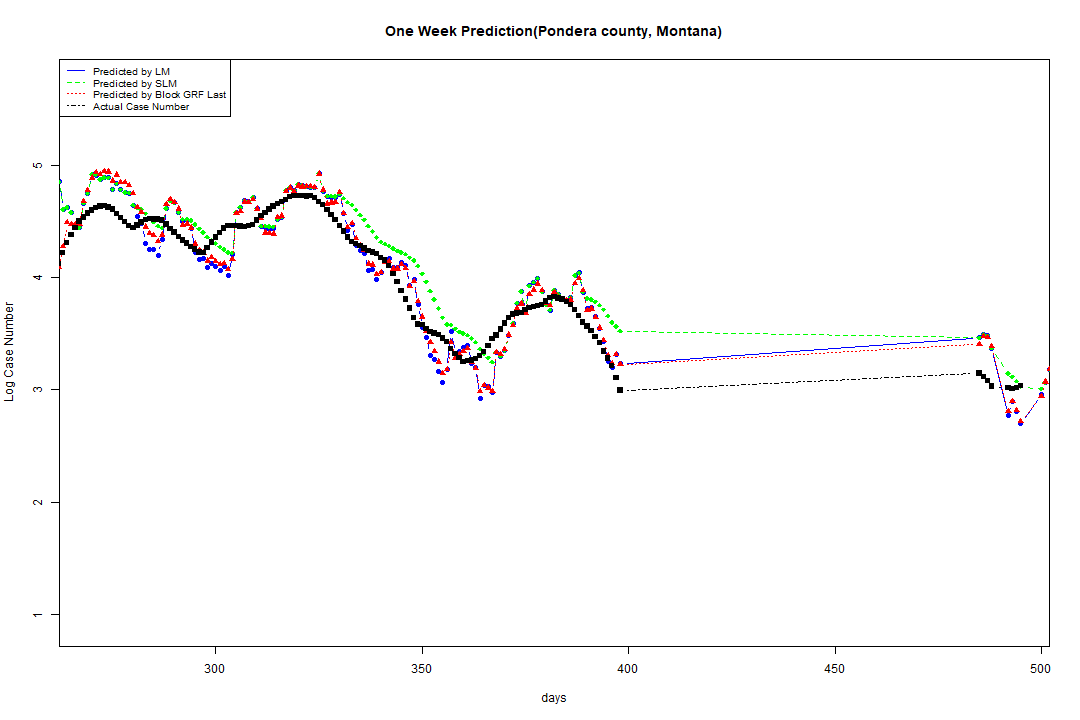 One Week Prediction(Pondera county, Montana)
Predicted by LM
Predicted by SLM
Predicted by Block GRF Last
Actual Case Number
Log Case Number
5
4
3
2
1
300
350
400
450
500
days